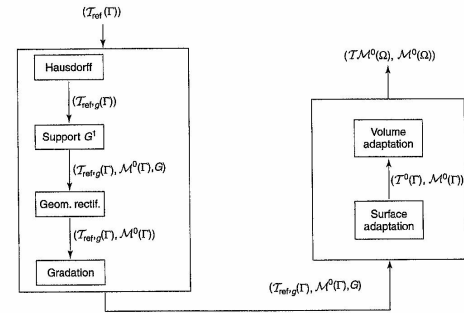 (𝒯ref(Γ))
Hausdorff
(𝒯ref,g(Γ))
Support G¹
(𝒯ref,g(Γ), ℳ⁰(Γ),G)
Geom. rectif.
(𝒯ref,g(Γ), ℳ⁰(Γ))
Gradation
(𝒯ref,g(Γ), ℳ⁰(Γ),G)
(𝒯ℳ⁰(Ω), ℳ⁰(Ω))
Volume
adaptation
(𝒯⁰(Γ), ℳ⁰(Γ))
Surface
adaptation